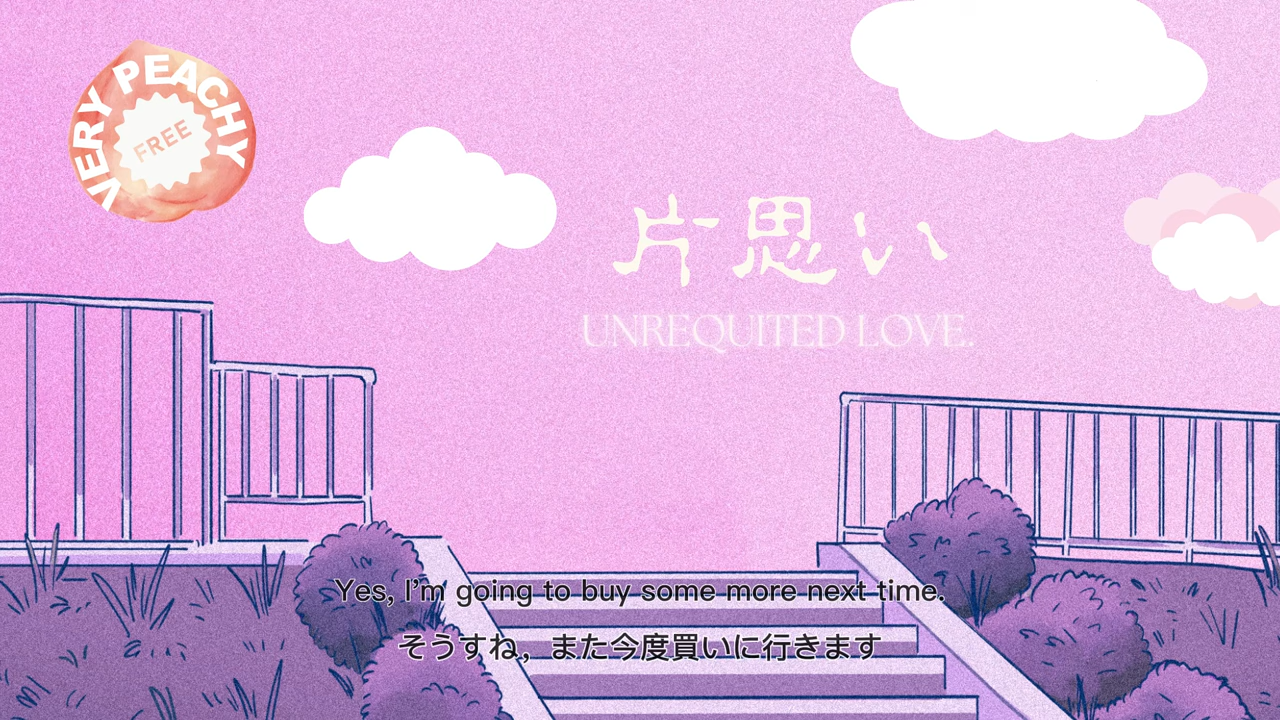 VERY PEACHY
FREE
片思い
UNREQUITED LOVE.
Yes, I'm going to buy some more next time.
そうすね，また今度買いに行きます